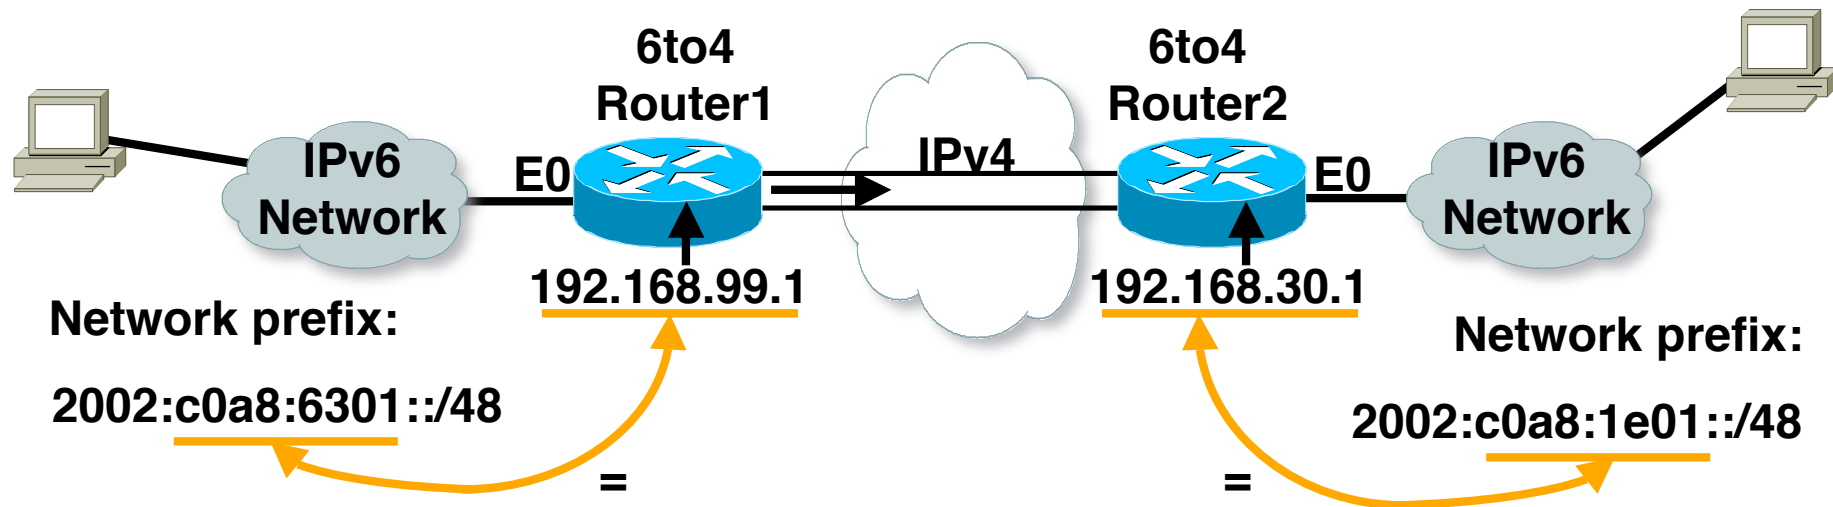 6to4
Router1
6to4
Router2
IPv6
Network
E0
IPv4
E0
IPv6
Network
192.168.99.1
192.168.30.1
Network prefix:
2002:c0a8:6301::/48
=
Network prefix:
2002:c0a8:1e01::/48
=